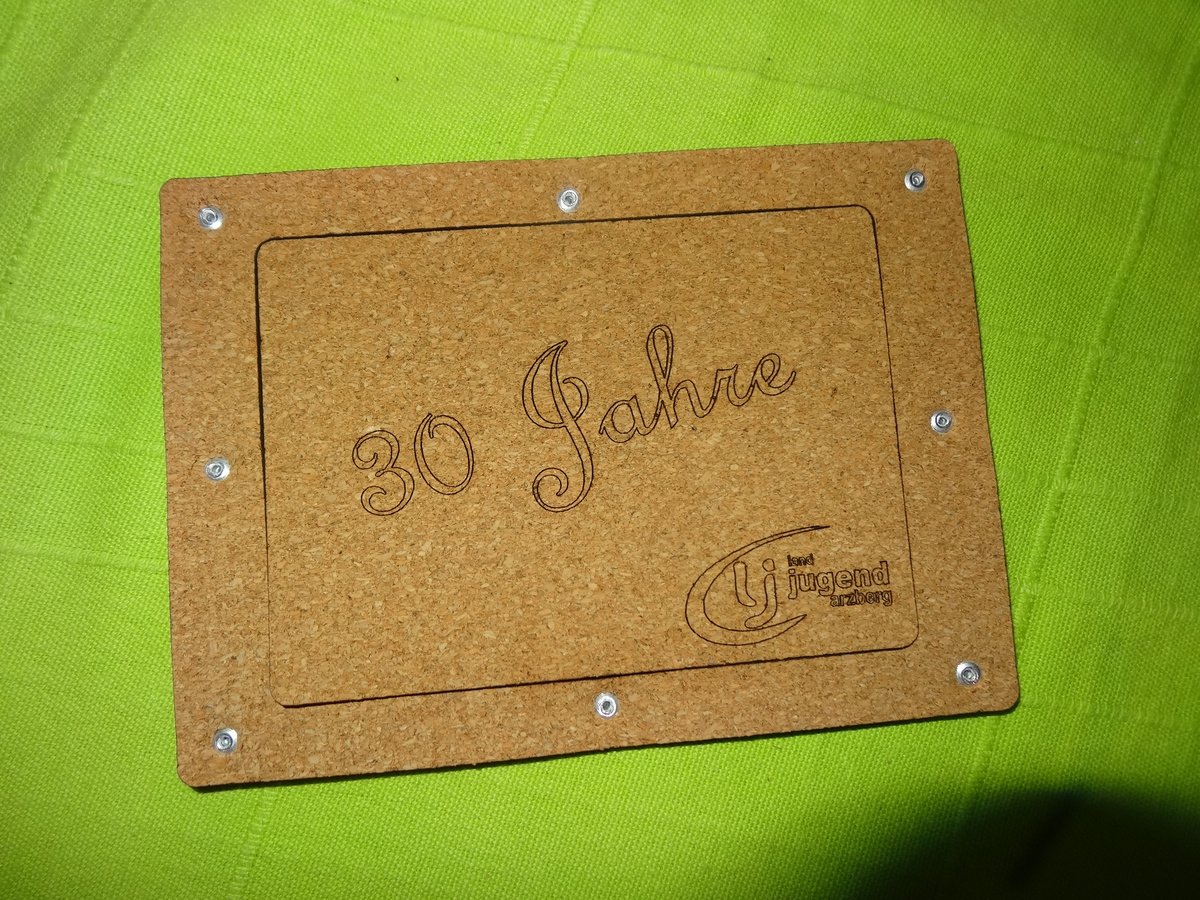 30 Jahre
lj
land
jugend
arzberg